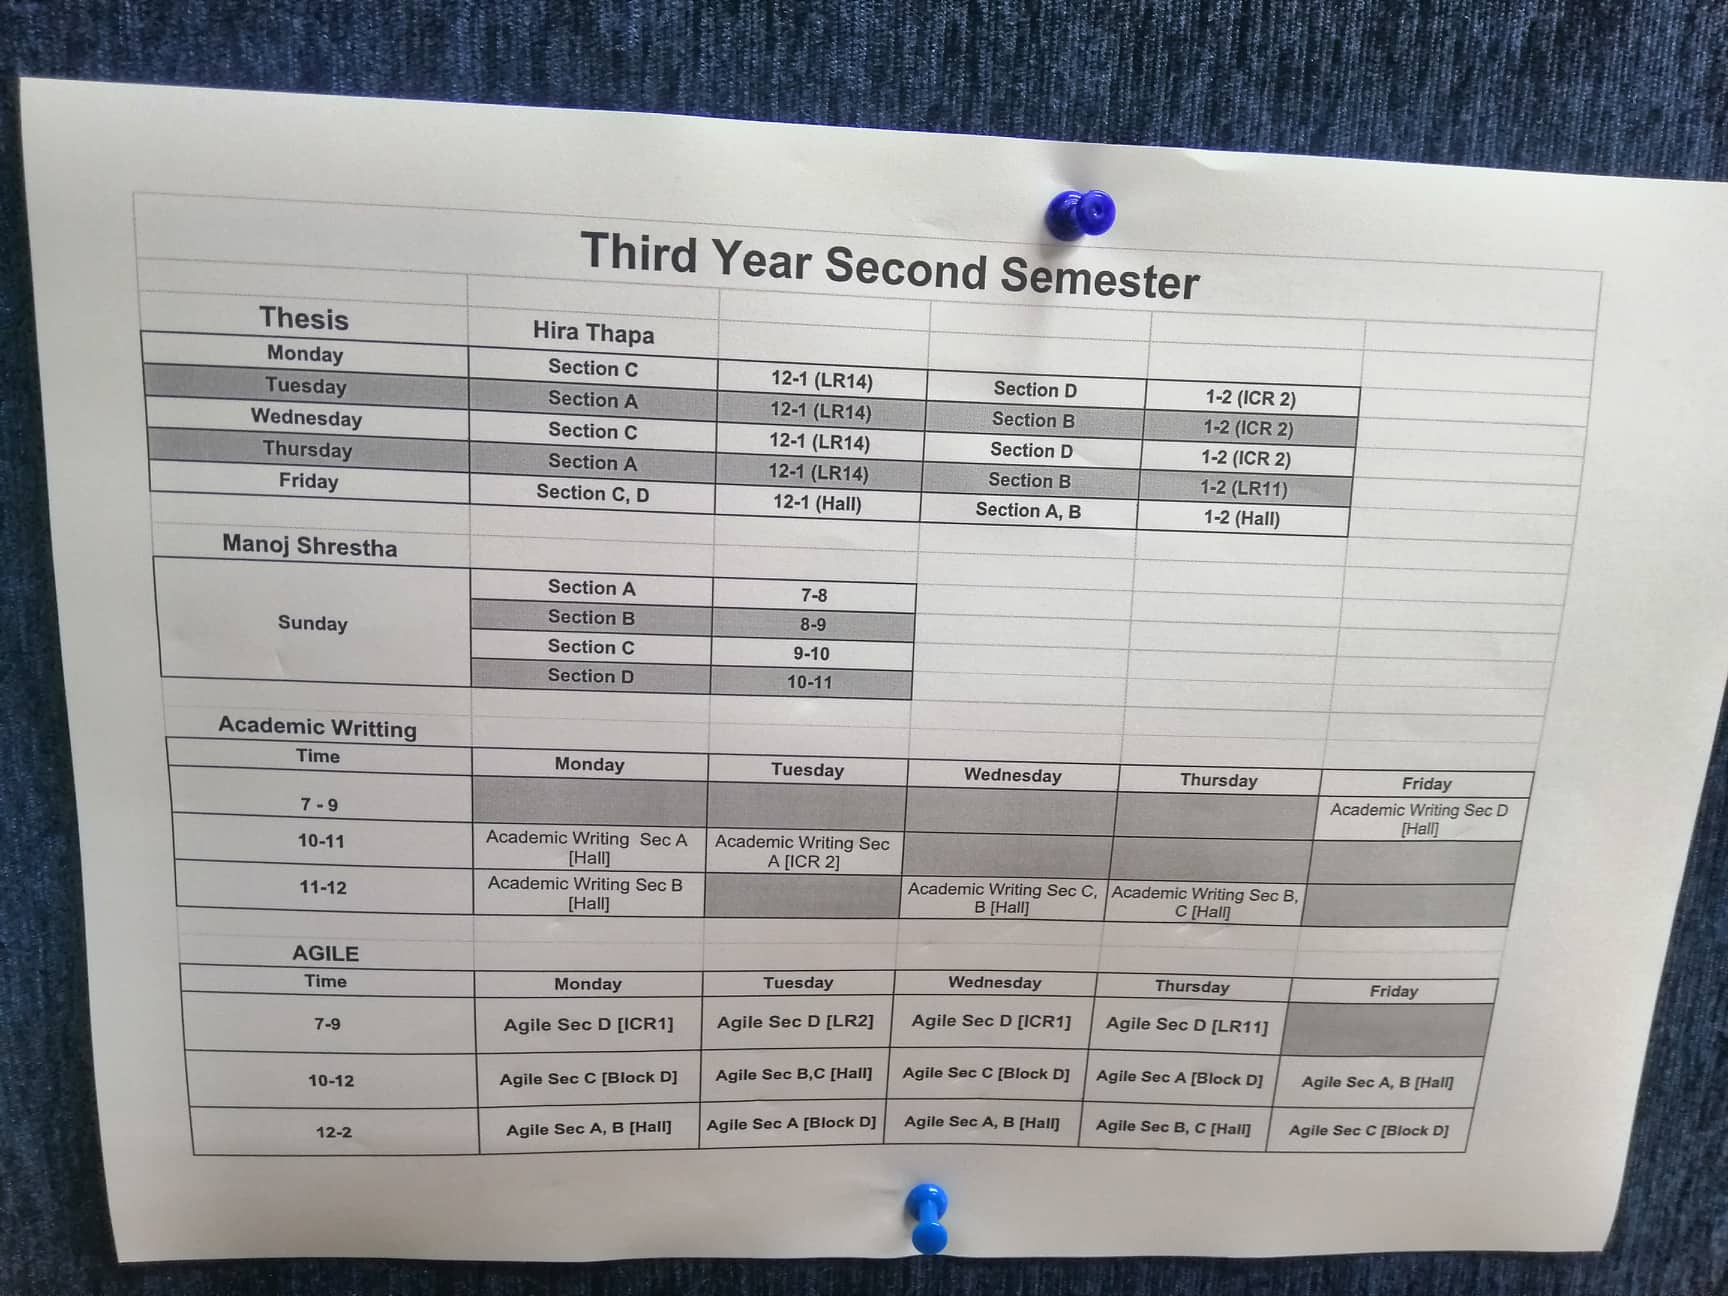 Third Year Second Semester
Thesis Hira Thapa
Monday Section C 12-1 (LR14) Section D 1-2 (ICR 2)
Tuesday Section A 12-1 (LR14) Section B 1-2 (ICR 2)
Wednesday Section C 12-1 (LR14) Section D 1-2 (ICR 2)
Thursday Section A 12-1 (LR14) Section B 1-2 (LR11)
Friday Section C, D 12-1 (Hall) Section A, B 1-2 (Hall)
Manoj Shrestha
Sunday
Section A 7-8
Section B 8-9
Section C 9-10
Section D 10-11
Academic Writting
Time Monday Tuesday Wednesday Thursday Friday
7 - 9 Academic Writing Sec D [Hall]
10-11 Academic Writing Sec A [Hall] Academic Writing Sec A [ICR 2]
11-12 Academic Writing Sec B [Hall] Academic Writing Sec C, B [Hall] Academic Writing Sec B, C [Hall]
AGILE
Time Monday Tuesday Wednesday Thursday Friday
7-9 Agile Sec D [ICR1] Agile Sec D [LR2] Agile Sec D [ICR1] Agile Sec D [LR11]
10-12 Agile Sec C [Block D] Agile Sec B,C [Hall] Agile Sec C [Block D] Agile Sec A [Block D] Agile Sec A, B [Hall]
12-2 Agile Sec A, B [Hall] Agile Sec A [Block D] Agile Sec A, B [Hall] Agile Sec B, C [Hall] Agile Sec C [Block D]